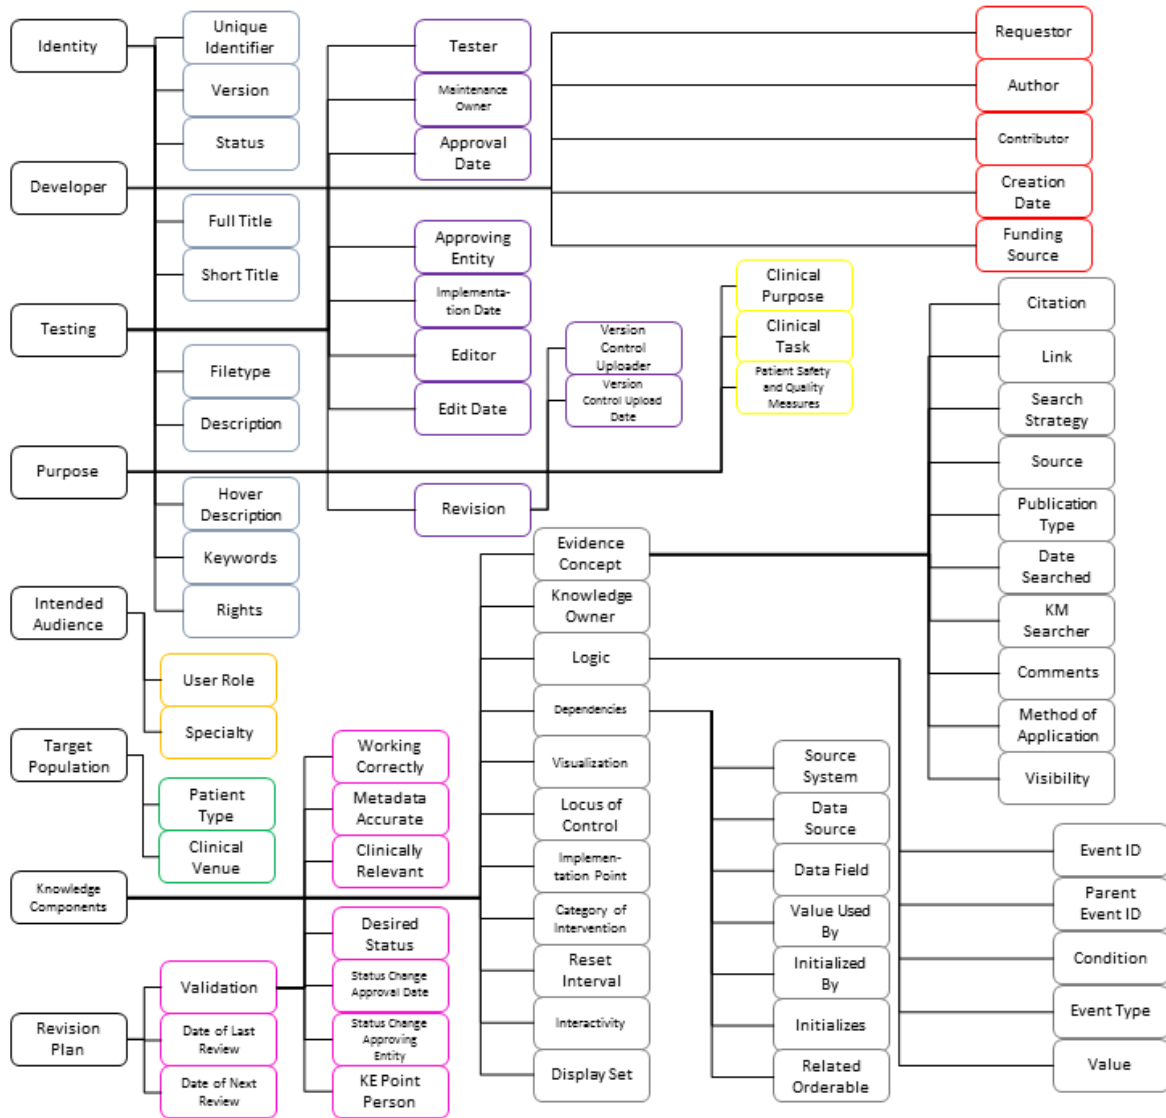 Identity
Unique
Identifier
Version
Status
Full Title
Short Title
Filetype
Description
Hover
Description
Keywords
Rights
Developer
Requestor
Author
Contributor
Creation
Date
Funding
Source
Testing
Tester
Maintenance
Owner
Approval
Date
Approving
Entity
Implementa-
tion Date
Editor
Edit Date
Revision
Version
Control
Uploader
Version
Control Upload
Date
Purpose
Clinical
Purpose
Clinical
Task
Patient Safety
and Quality
Measures
Intended
Audience
User Role
Specialty
Target
Population
Patient
Type
Clinical
Venue
Knowledge
Components
Evidence
Concept
Knowledge
Owner
Logic
Dependencies
Visualization
Locus of
Control
Implemen-
tation Point
Category of
Intervention
Reset
Interval
Interactivity
Display Set
Citation
Link
Search
Strategy
Source
Publication
Type
Date
Searched
KM
Searcher
Comments
Method of
Application
Visibility
Source
System
Data
Source
Data Field
Value Used
By
Initialized
By
Initializes
Related
Orderable
Event ID
Parent
Event ID
Condition
Event Type
Value
Revision
Plan
Validation
Date of Last
Review
Date of Next
Review
Working
Correctly
Metadada
Accurate
Clinically
Relevant
Desired
Status
Status Change
Approval Date
Status Change
Approving
Entity
KE Point
Person